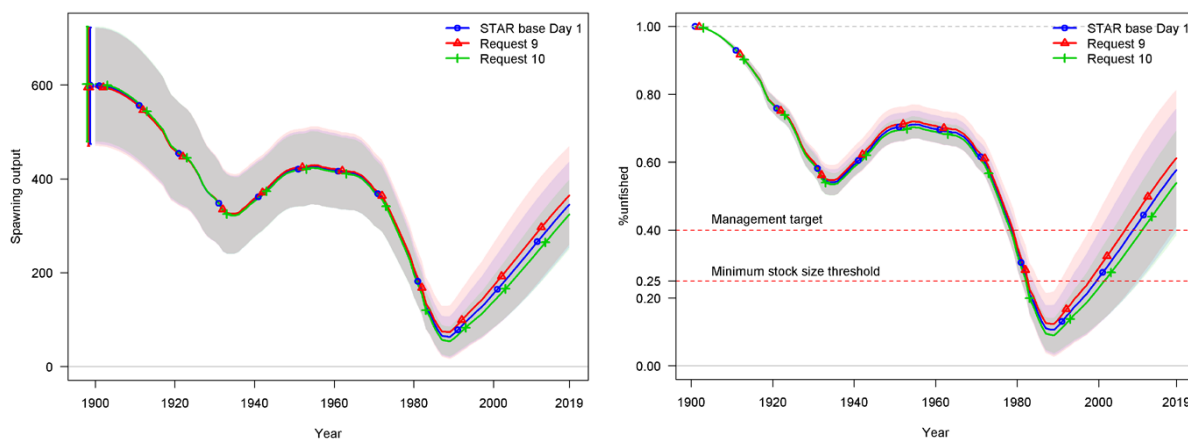 STAR base Day 1
Request 9
Request 10
Spawning output
600
400
200
0
1900
1920
1940
1960
1980
2000
2019
Year
STAR base Day 1
Request 9
Request 10
%unfished
1.00
0.80
0.60
0.40
0.25
0.20
0.00
Management target
Minimum stock size threshold
1900
1920
1940
1960
1980
2000
2019
Year